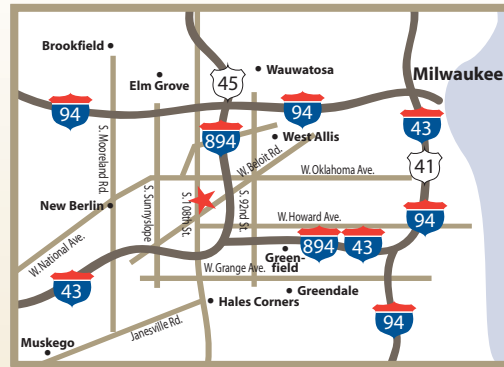 Brookfield
45
Wauwatosa
Elm Grove
Milwaukee
94
94
43
S. Mooreland Rd.
894
West Allis
W. Beloit Rd.
41
W. Oklahoma Ave.
S. Sunnyslope
S. 108th St.
S. 92nd St.
New Berlin
W. Howard Ave.
94
W. National Ave.
Green-
field
894
43
W. Grange Ave.
43
Greendale
Hales Corners
94
Janesville Rd.
Muskego